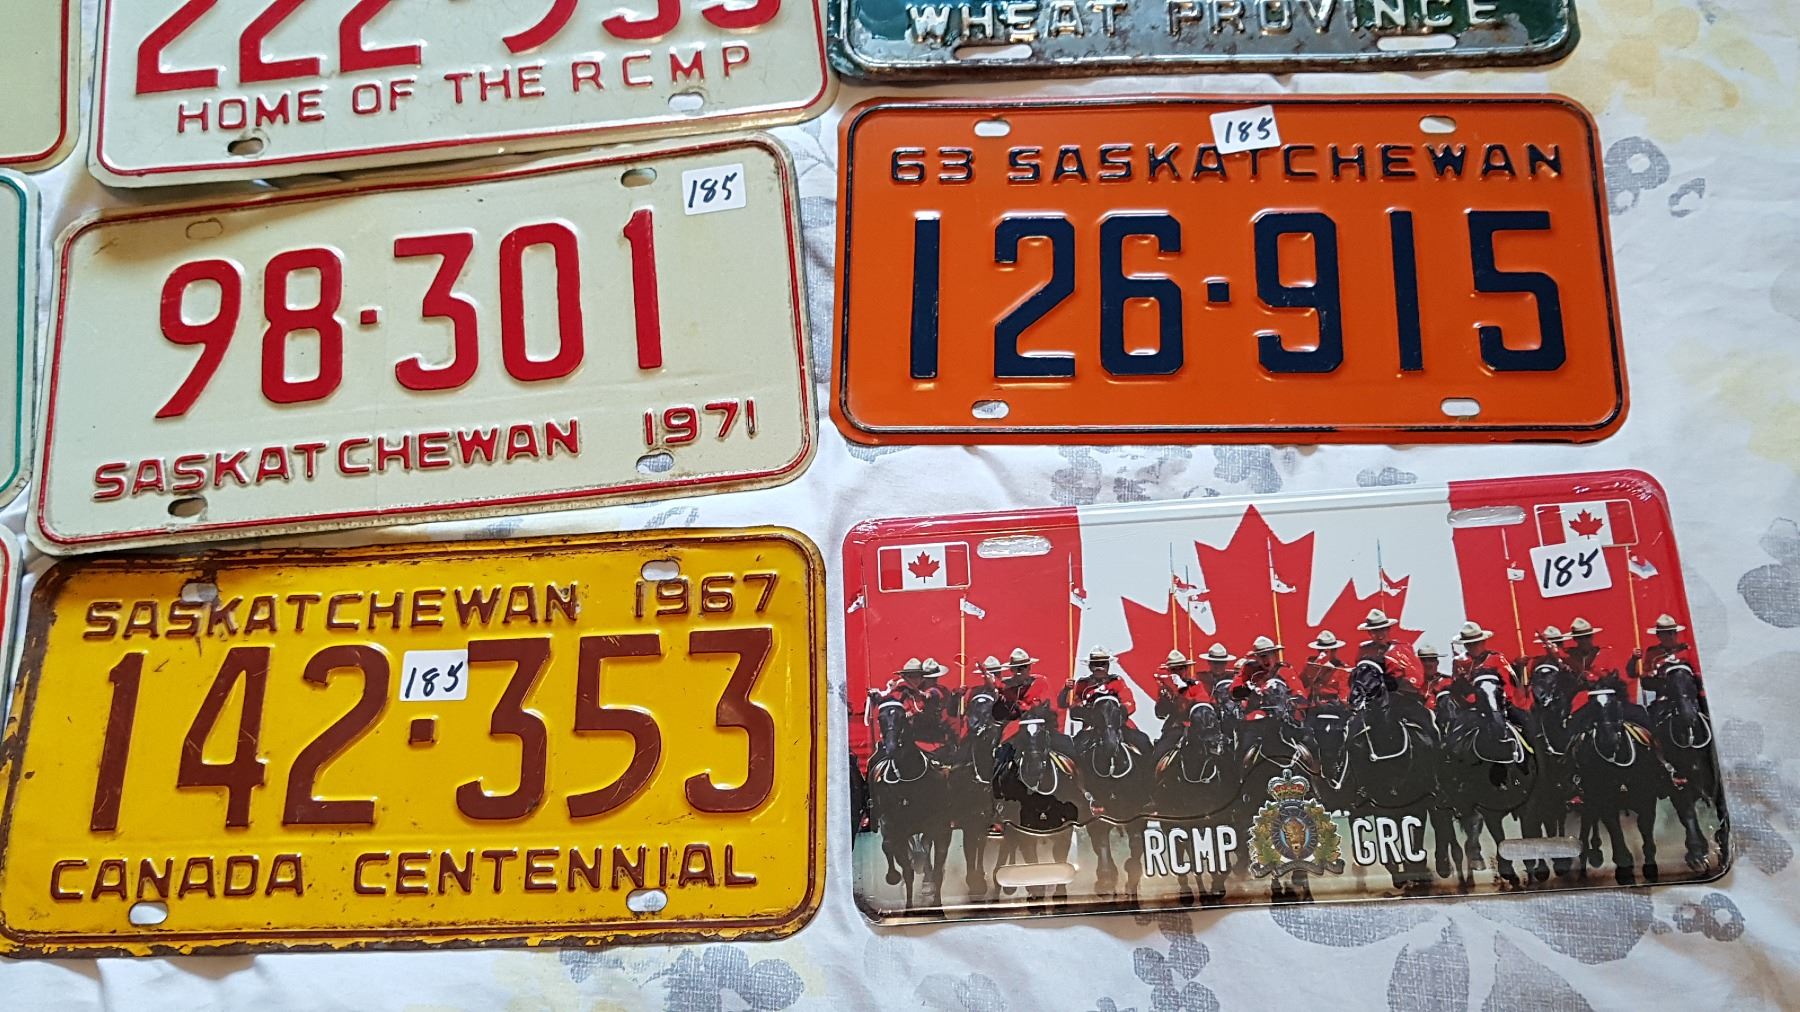 HOME OF THE RCMP
WHEAT PROVINCE
185
98·301
SASKATCHEWAN 1971
185
63 SASKATCHEWAN
126·915
SASKATCHEWAN 1967
185
142·353
CANADA CENTENNIAL
185
RCMP GRC